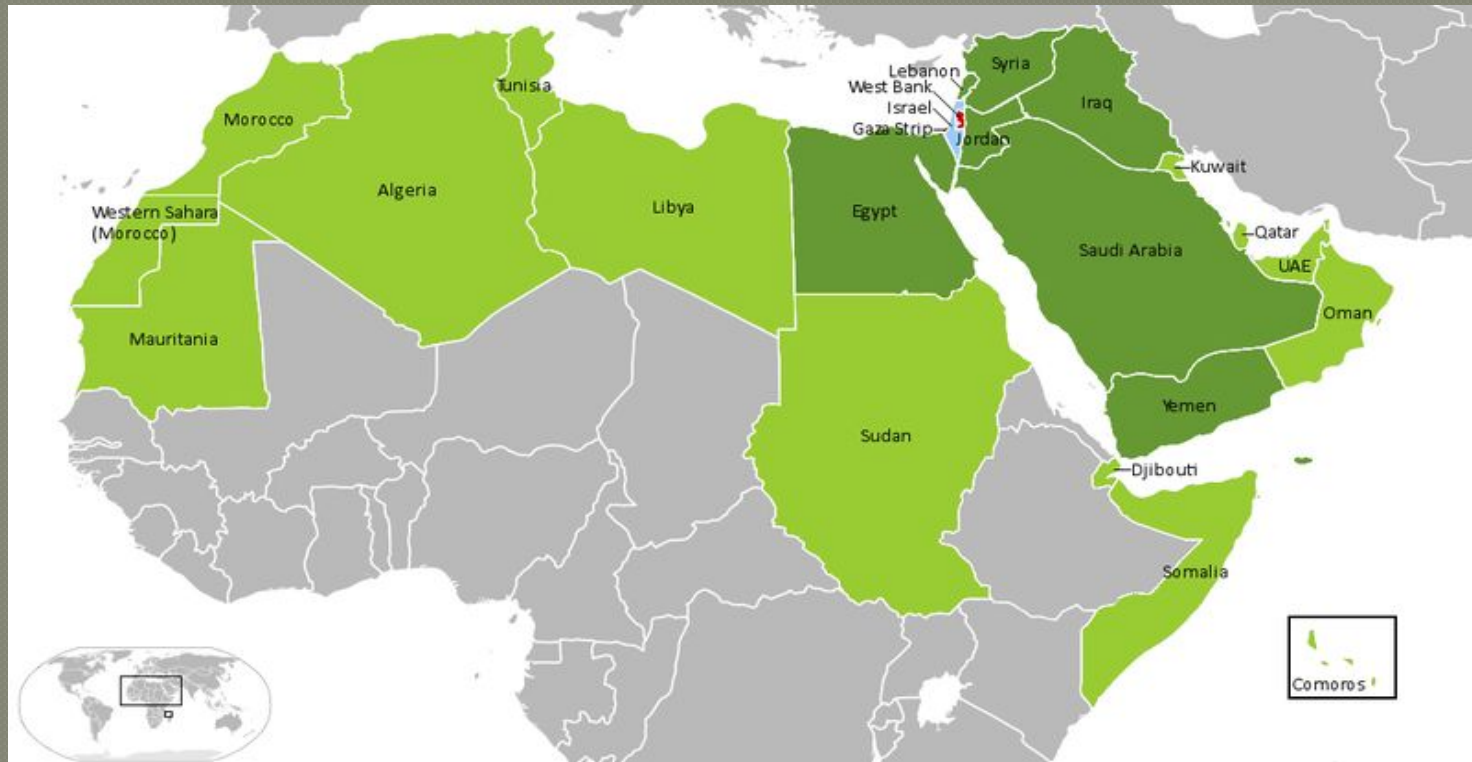 Syria
Lebanon
West Bank
Israel
Gaza Strip
Jordan
Iraq
Tunisia
Morocco
Algeria
Libya
Egypt
Kuwait
Western Sahara
(Morocco)
Qatar
Saudi Arabia
UAE
Oman
Mauritania
Yemen
Sudan
Djibouti
Somalia
Comoros